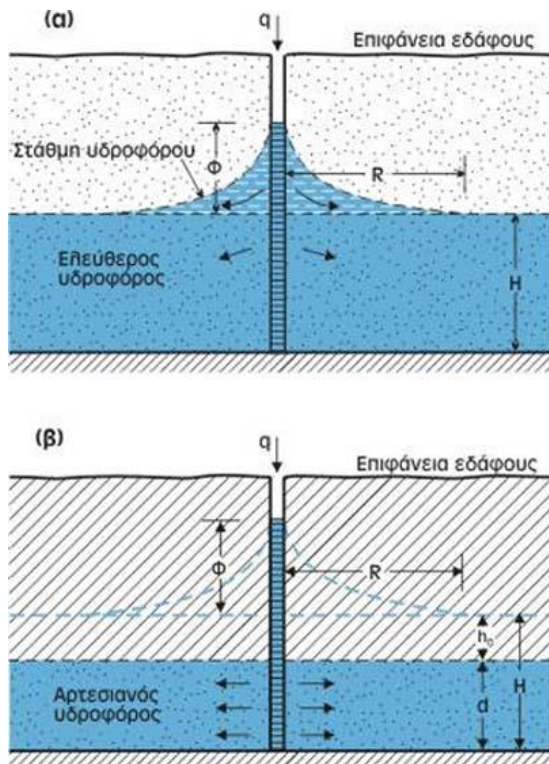 (α)
q
Επιφάνεια εδάφους
Στάθμη υδροφόρου
Φ
R
Ελεύθερος
υδροφόρος
H
(β)
q
Επιφάνεια εδάφους
Φ
R
h₀
H
d
Αρτεσιανός
υδροφόρος